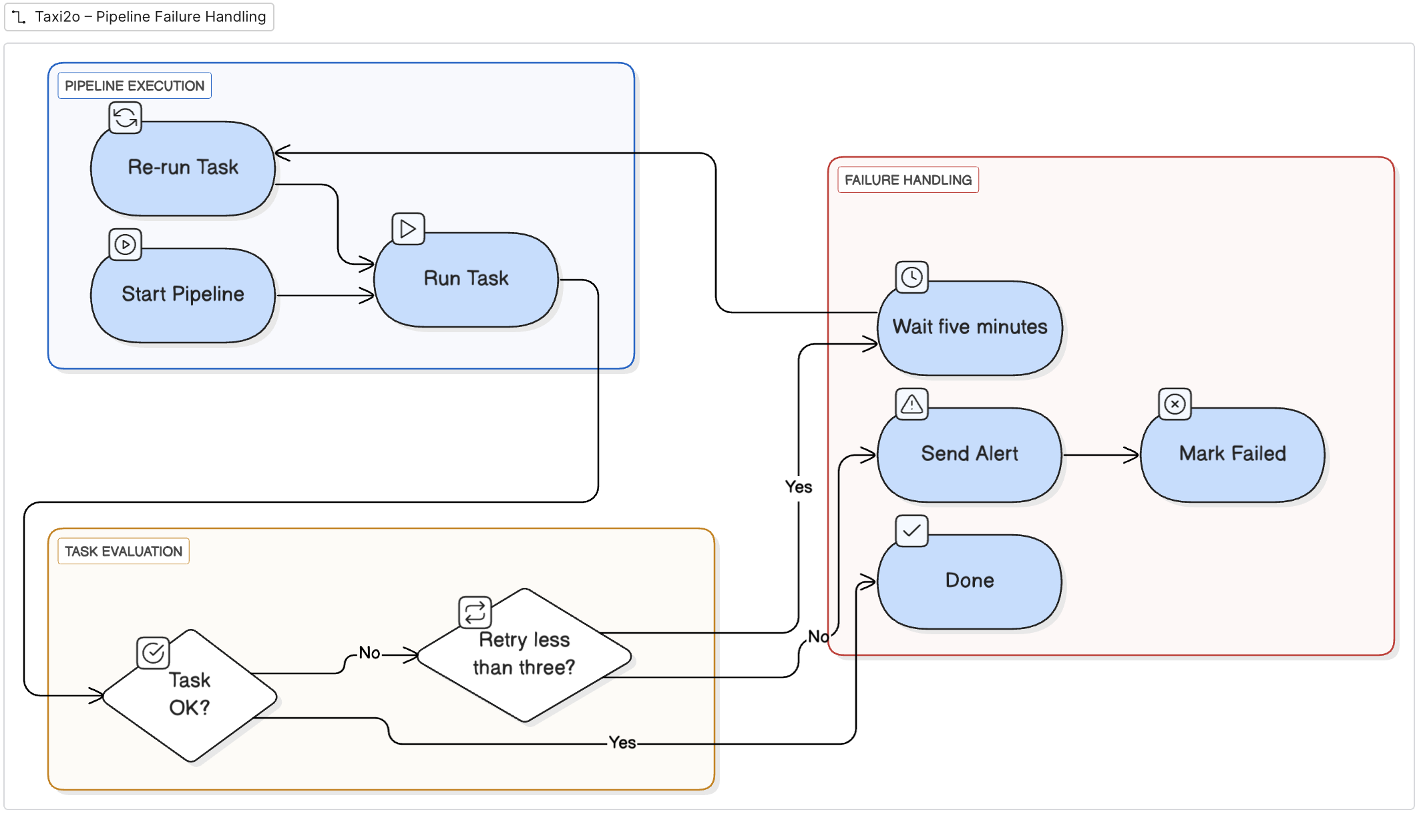 Taxi2o – Pipeline Failure Handling
PIPELINE EXECUTION
Re-run Task
Start Pipeline
Run Task
FAILURE HANDLING
Wait five minutes
Send Alert
Mark Failed
Done
Yes
No
TASK EVALUATION
Task
OK?
No
Retry less
than three?
Yes